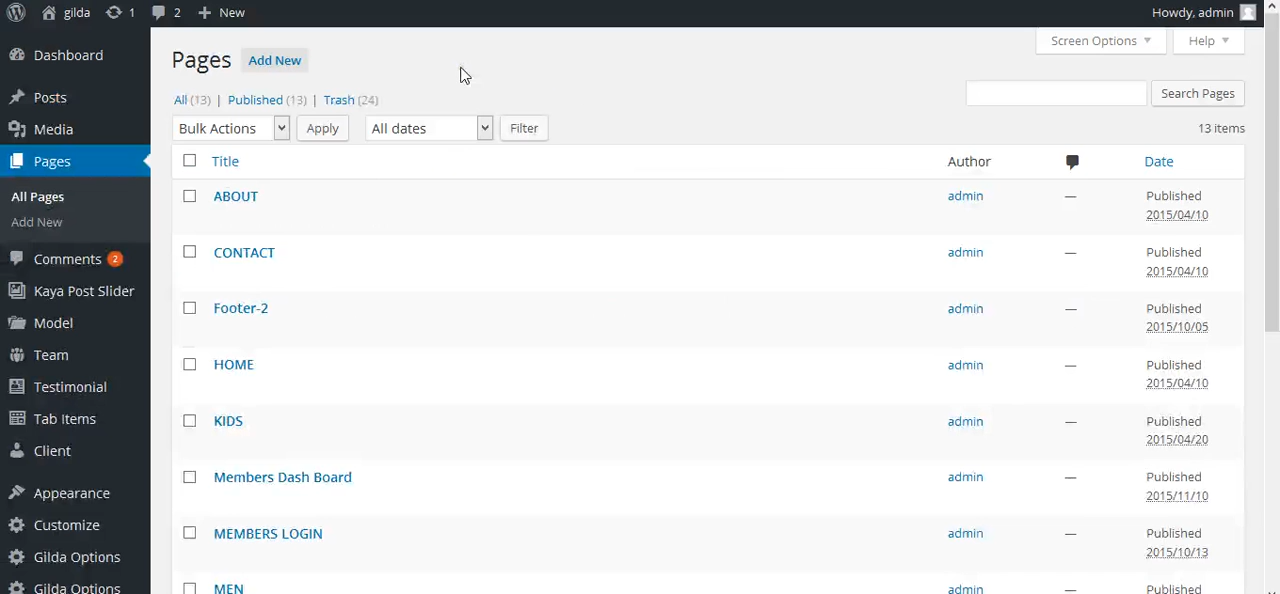 gilda 1 2 New Howdy, admin
Dashboard
Posts
Media
Pages
All Pages
Add New
Comments 2
Kaya Post Slider
Model
Team
Testimonial
Tab Items
Client
Appearance
Customize
Gilda Options
Gilda Options
Screen Options Help
Pages Add New
All (13) | Published (13) | Trash (24)
Search Pages
Bulk Actions Apply All dates Filter 13 items
Title Author Date
ABOUT admin — Published
2015/04/10
CONTACT admin — Published
2015/04/10
Footer-2 admin — Published
2015/10/05
HOME admin — Published
2015/04/10
KIDS admin — Published
2015/04/20
Members Dash Board admin — Published
2015/11/10
MEMBERS LOGIN admin — Published
2015/10/13
MEN admin — Published